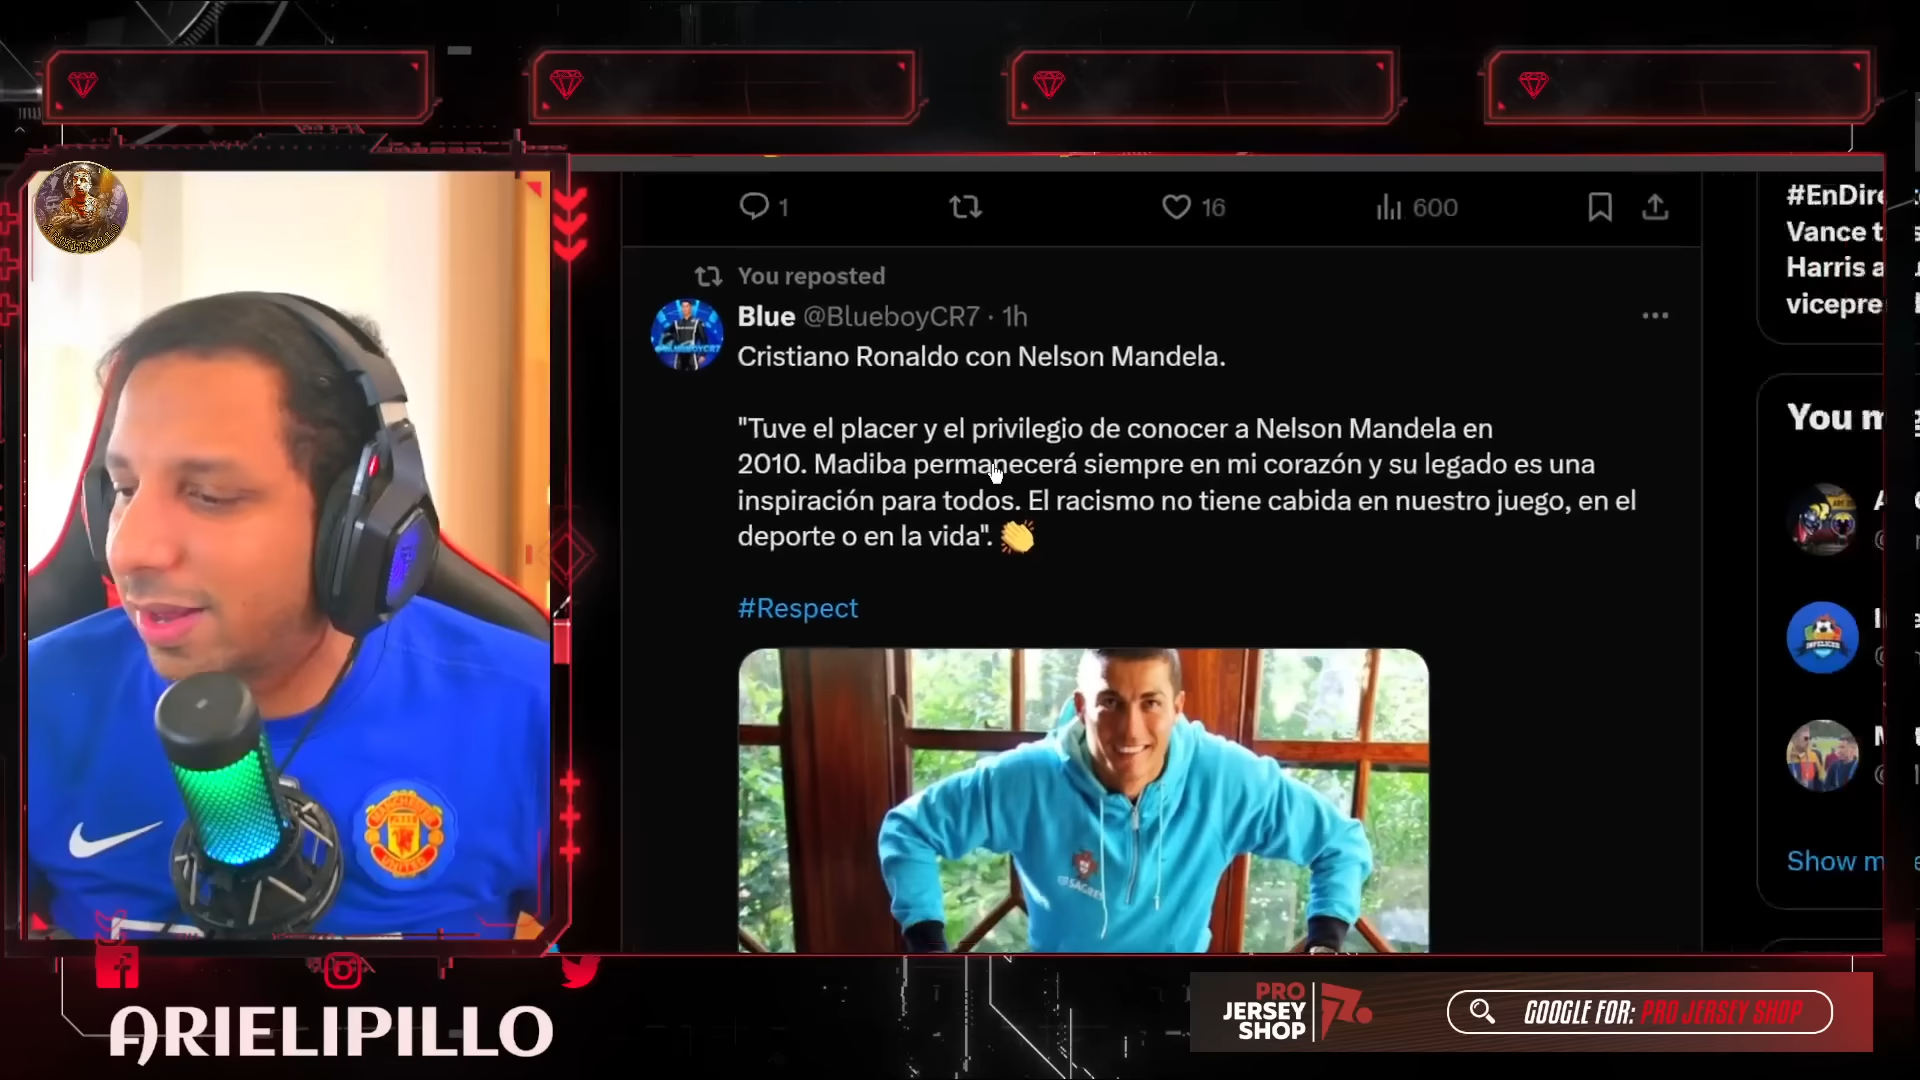 1
16
600
You reposted
Blue @BlueboyCR7 · 1h
Cristiano Ronaldo con Nelson Mandela.
"Tuve el placer y el privilegio de conocer a Nelson Mandela en
2010. Madiba permanecerá siempre en mi corazón y su legado es una
inspiración para todos. El racismo no tiene cabida en nuestro juego, en el
deporte o en la vida". 👏
#Respect
SAGRES
#EnDire
Vance t
Harris a
vicepre
You m
Show m
MANCHESTER
UNITED
ARIELIPILLO
PRO
JERSEY
SHOP
GOOGLE FOR: PRO JERSEY SHOP